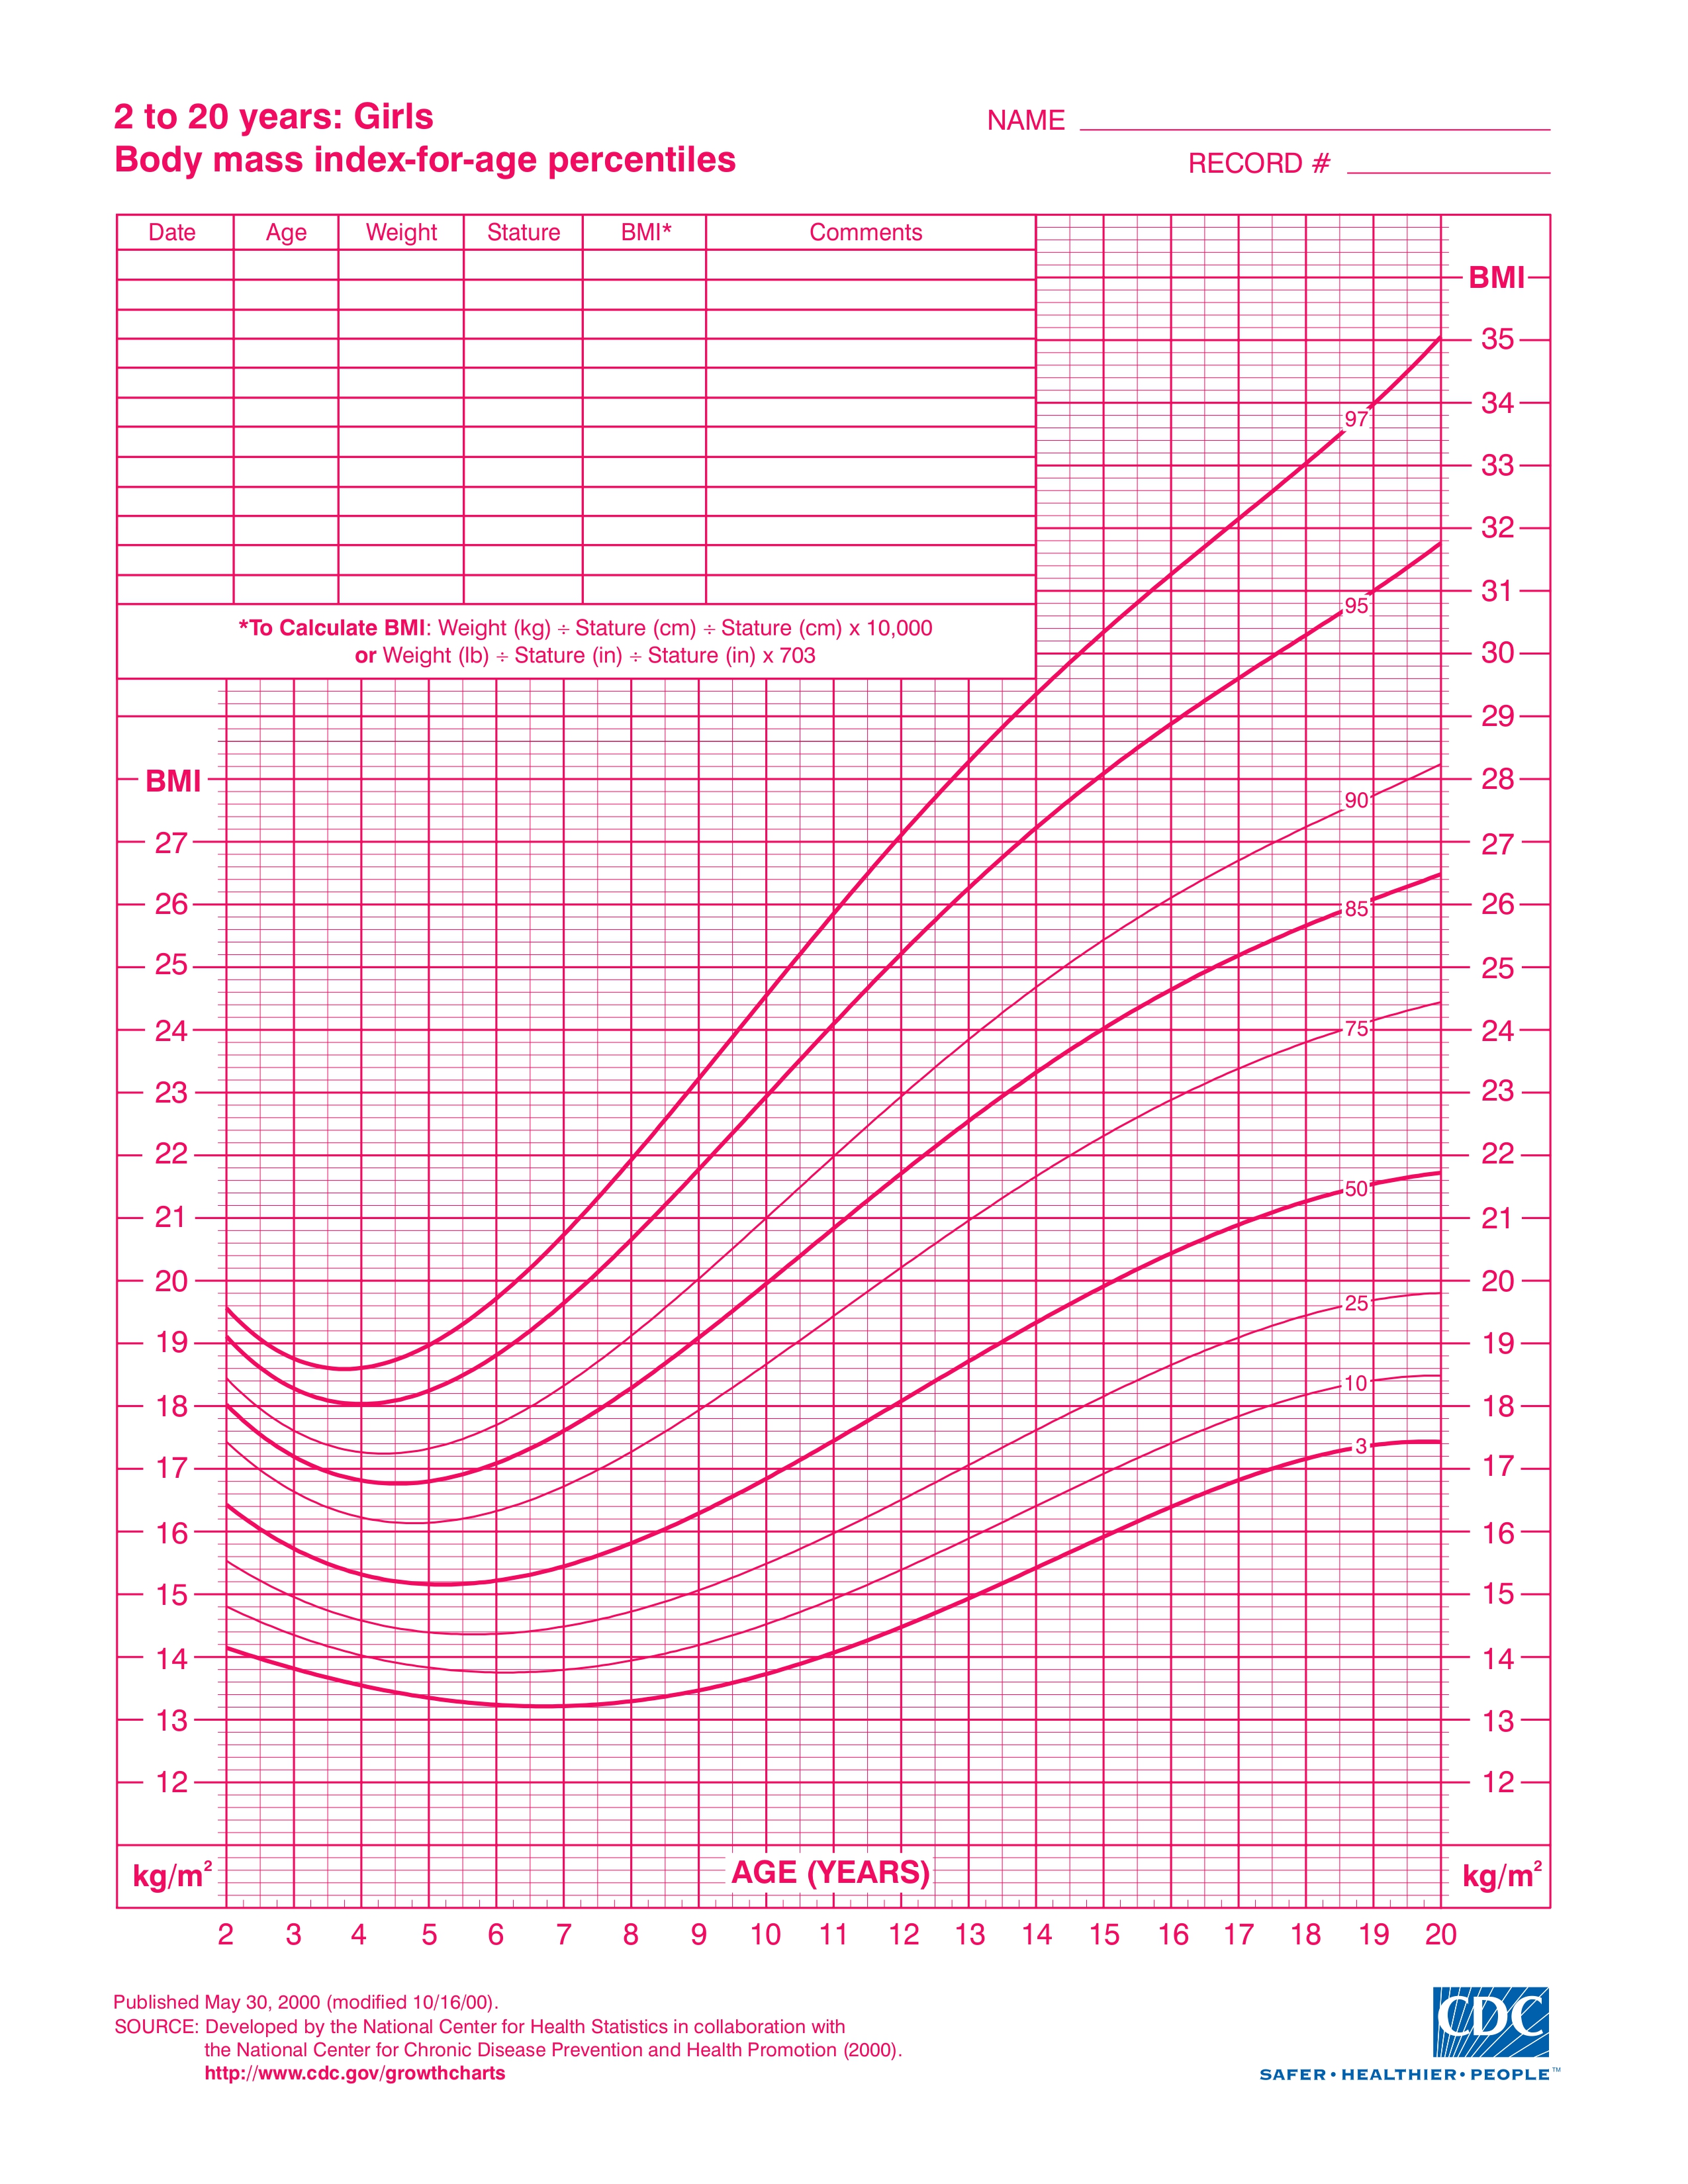 2 to 20 years: Girls
Body mass index-for-age percentiles
NAME
RECORD #
Date Age Weight Stature BMI* Comments
*To Calculate BMI: Weight (kg) ÷ Stature (cm) ÷ Stature (cm) x 10,000
or Weight (lb) ÷ Stature (in) ÷ Stature (in) x 703
BMI
35
34
97
33
32
31
95
30
29
BMI 28
90
27 27
26 26
85
25 25
24 24
75
23 23
22 22
50
21 21
20 20
25
19 19
10
18 18
3
17 17
16 16
15 15
14 14
13 13
12 12
kg/m² AGE (YEARS) kg/m²
2 3 4 5 6 7 8 9 10 11 12 13 14 15 16 17 18 19 20
Published May 30, 2000 (modified 10/16/00).
SOURCE: Developed by the National Center for Health Statistics in collaboration with
the National Center for Chronic Disease Prevention and Health Promotion (2000).
http://www.cdc.gov/growthcharts
CDC
SAFER • HEALTHIER • PEOPLE™